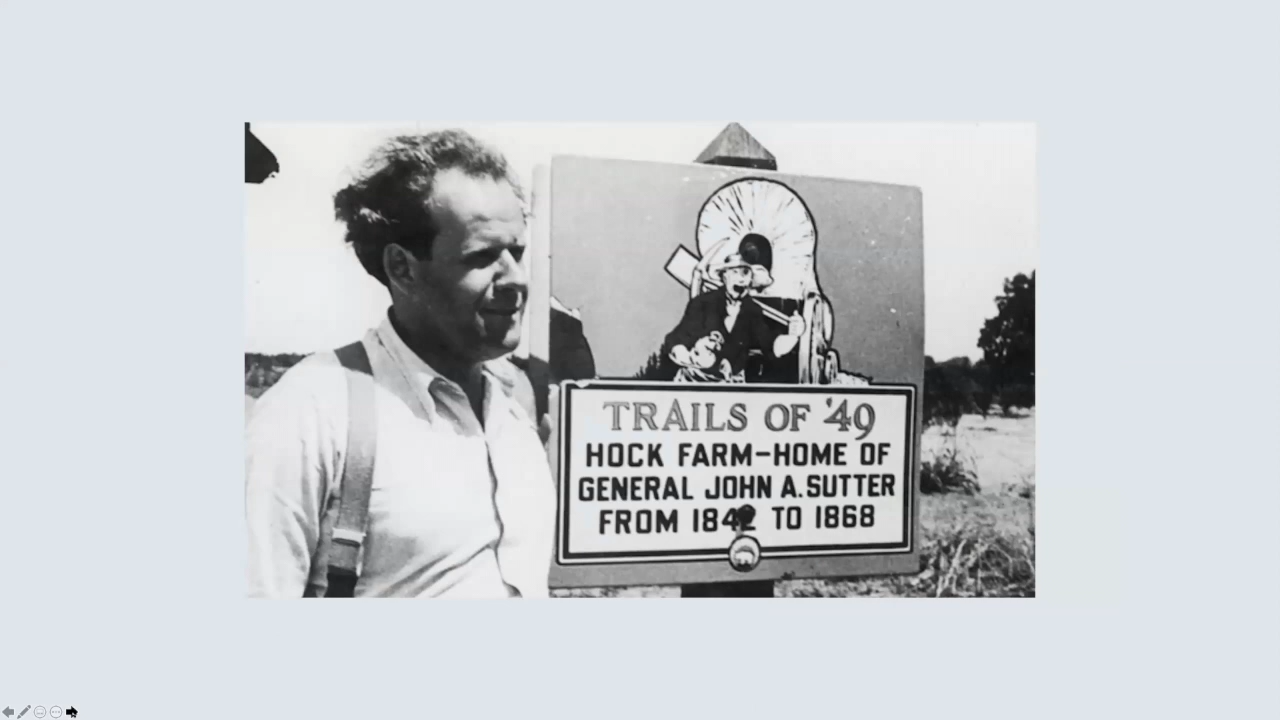 TRAILS OF '49
HOCK FARM-HOME OF
GENERAL JOHN A. SUTTER
FROM 1842 TO 1868